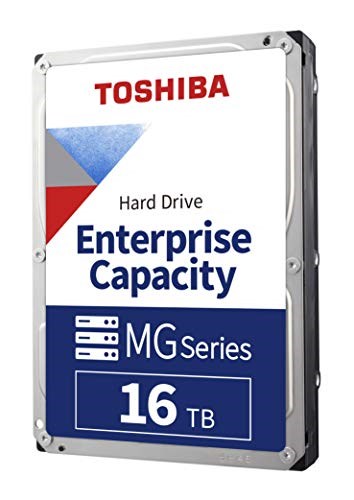 TOSHIBA
Hard Drive
Enterprise
Capacity
MG Series
16 TB